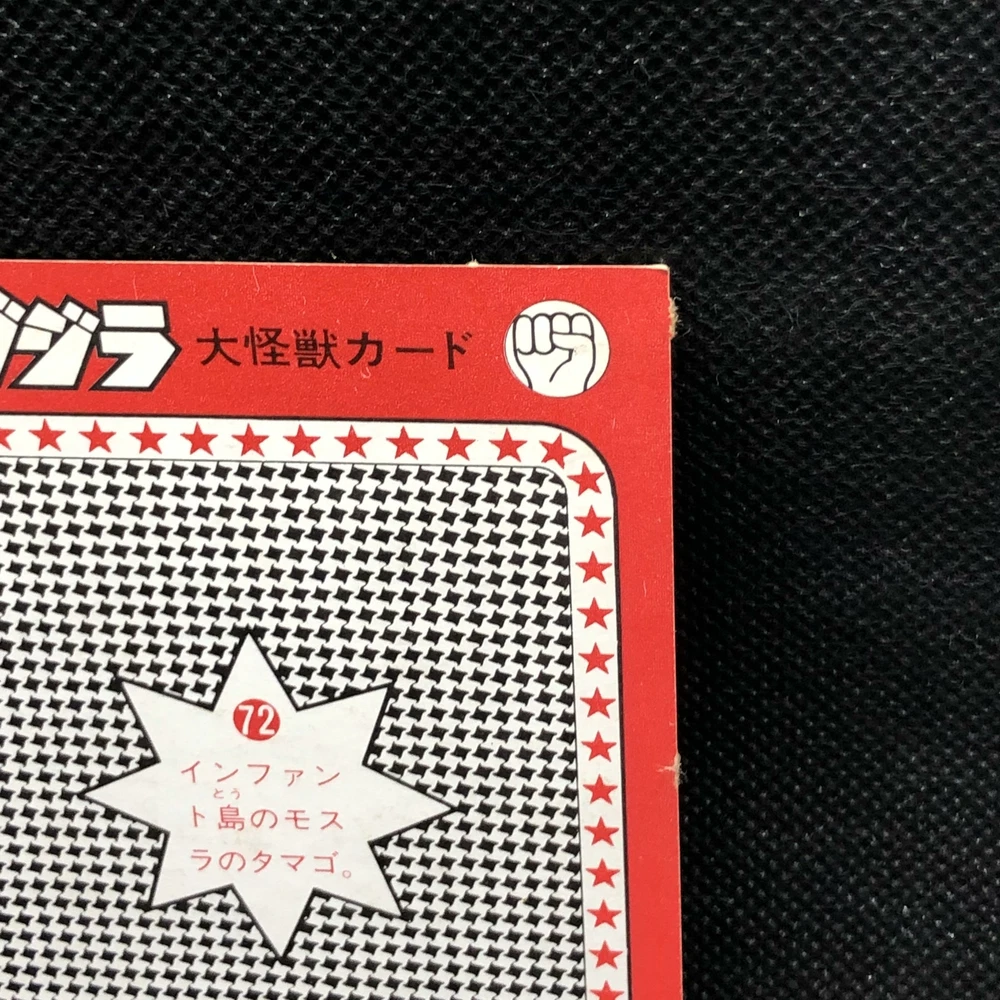 ジラ 大怪獣カード
72
インファン
とう
ト島のモス
ラのタマゴ。